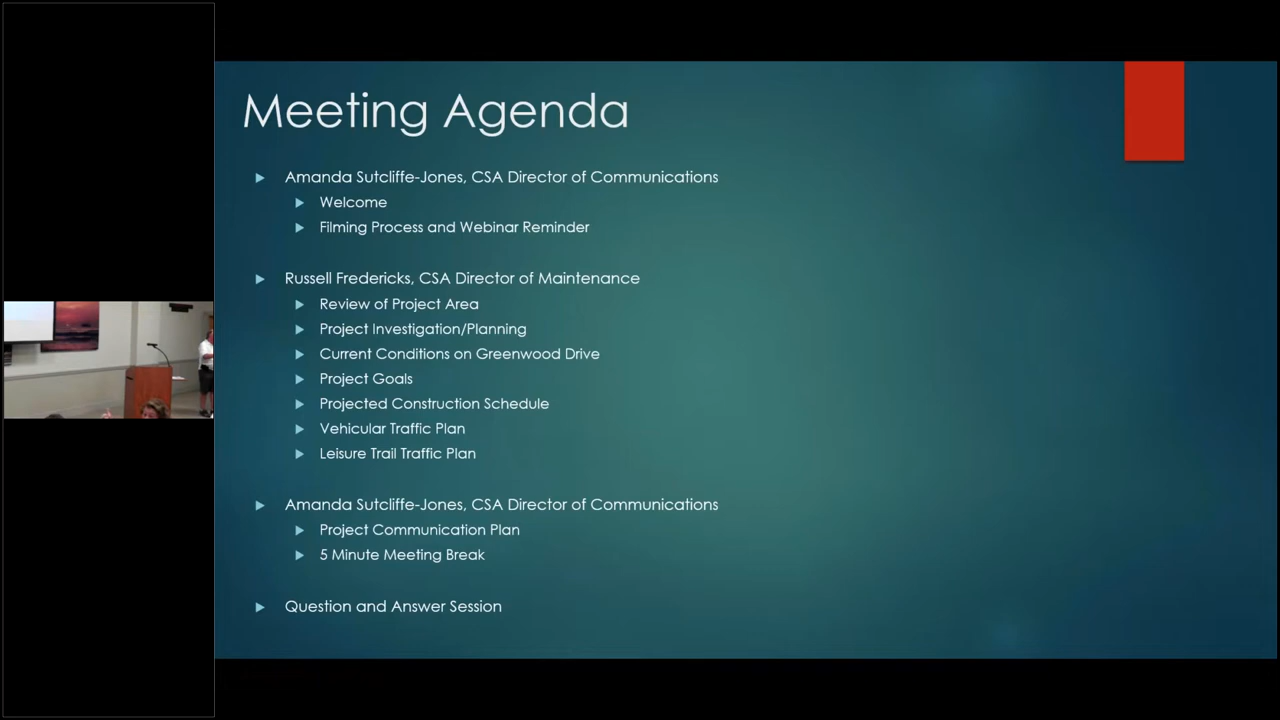 Meeting Agenda
Amanda Sutcliffe-Jones, CSA Director of Communications
Welcome
Filming Process and Webinar Reminder
Russell Fredericks, CSA Director of Maintenance
Review of Project Area
Project Investigation/Planning
Current Conditions on Greenwood Drive
Project Goals
Projected Construction Schedule
Vehicular Traffic Plan
Leisure Trail Traffic Plan
Amanda Sutcliffe-Jones, CSA Director of Communications
Project Communication Plan
5 Minute Meeting Break
Question and Answer Session